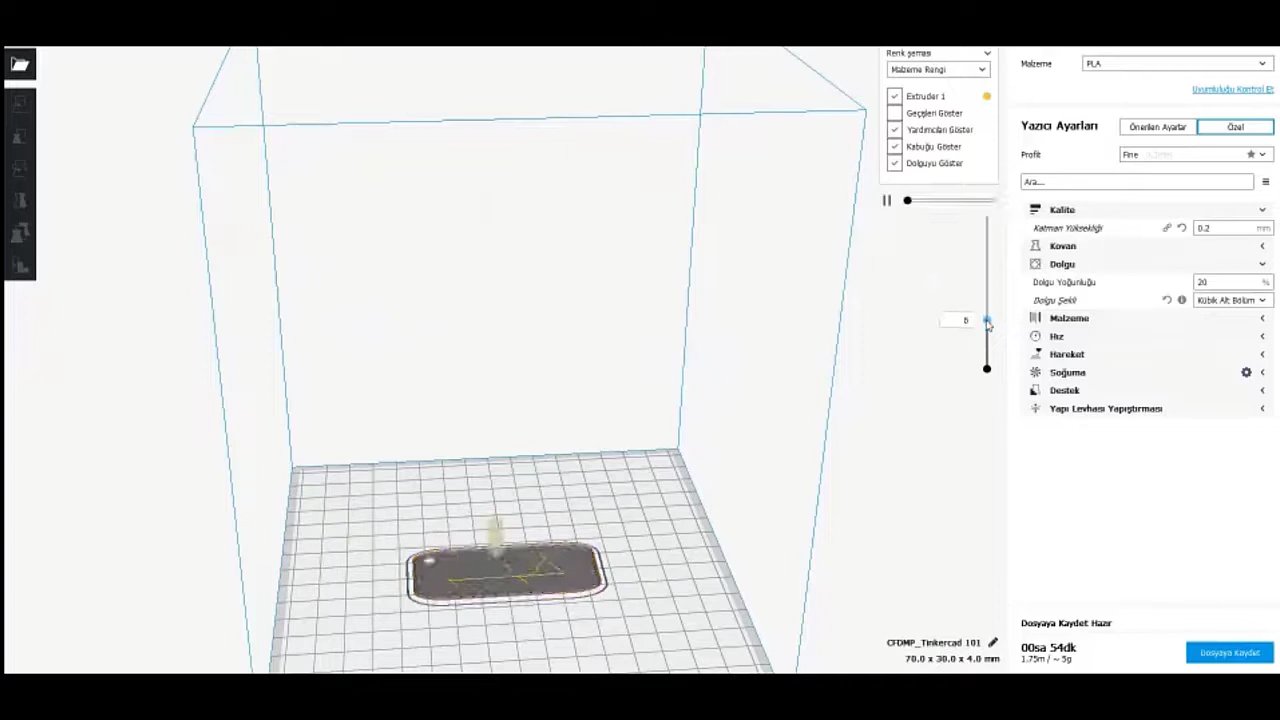 Renk şeması
Malzeme Rengi
Extruder 1
Geçişleri Göster
Yardımcıları Göster
Kabuğu Göster
Dolguyu Göster
6
CFDMP_Tinkercad 101
70.0 x 30.0 x 4.0 mm
Malzeme PLA
Uyumluluğu Kontrol Et
Yazıcı Ayarları Önerilen Ayarlar Özel
Profil: Fine
Ara...
Kalite
Katman Yüksekliği 0.2 mm
Kovan
Dolgu
Dolgu Yoğunluğu 20 %
Dolgu Şekli Kübik Alt Bölüm
Malzeme
Hız
Hareket
Soğuma
Destek
Yapı Levhası Yapıştırması
Dosyaya Kaydet Hazır
00sa 54dk
1.75m / ~ 5g
Dosyaya Kaydet